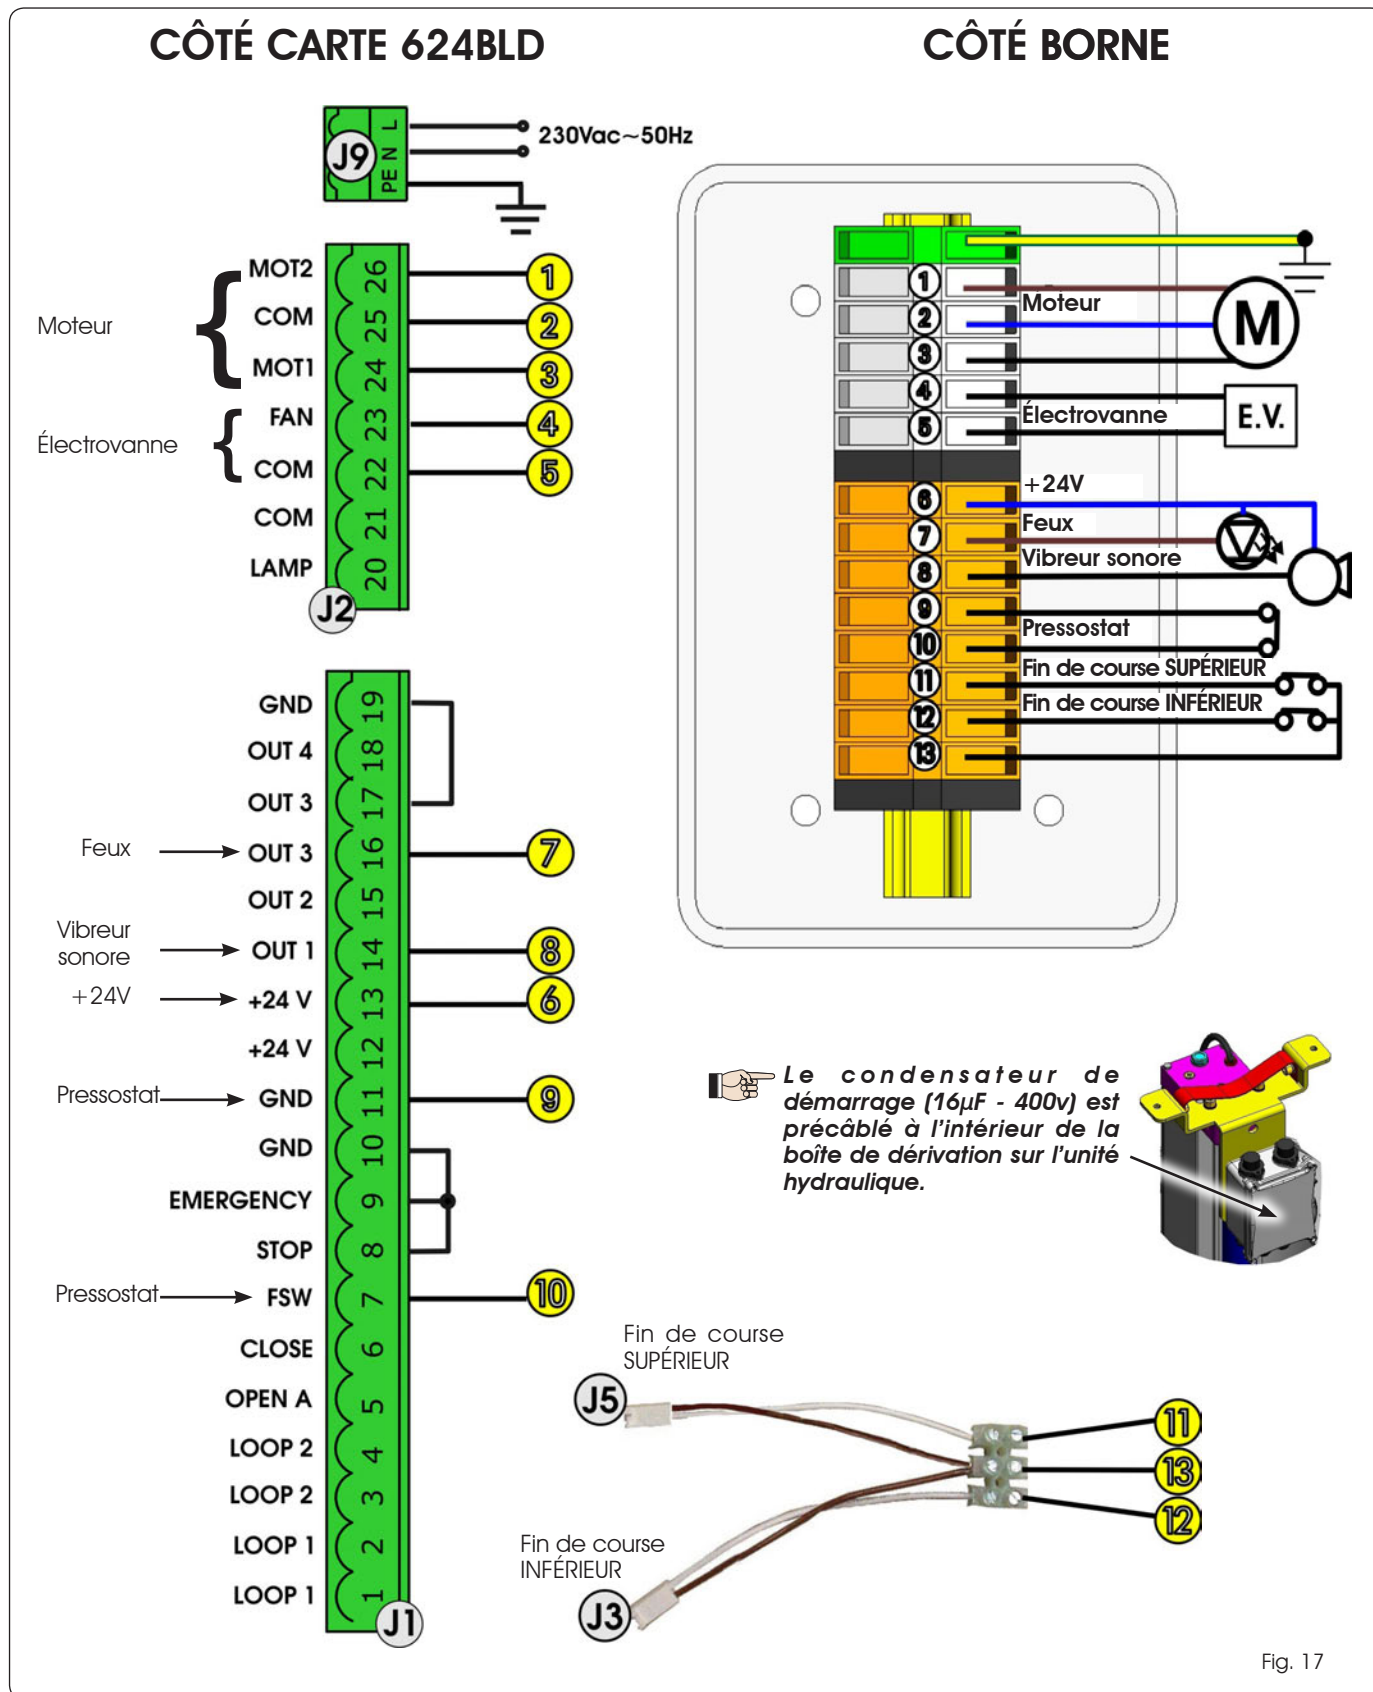 CÔTÉ CARTE 624BLD
CÔTÉ BORNE
J9
L
N
PE
230Vac~50Hz
Moteur
MOT2 26 1
COM 25 2
MOT1 24 3
Électrovanne
FAN 23 4
COM 22 5
COM 21
LAMP 20
J2
GND 19
OUT 4 18
OUT 3 17
Feux OUT 3 16 7
OUT 2 15
Vibreur
sonore
OUT 1 14 8
+24V +24 V 13 6
+24 V 12
Pressostat GND 11 9
GND 10
EMERGENCY 9
STOP 8
Pressostat FSW 7 10
CLOSE 6
OPEN A 5
LOOP 2 4
LOOP 2 3
LOOP 1 2
LOOP 1 1
J1
1
Moteur
M
2
3
4
Électrovanne
E.V.
5
+24V
6
Feux
7
Vibreur sonore
8
9
Pressostat
10
Fin de course SUPÉRIEUR
11
Fin de course INFÉRIEUR
12
13
Le condensateur de
démarrage (16µF - 400v) est
précâblé à l'intérieur de la
boîte de dérivation sur l'unité
hydraulique.
Fin de course
SUPÉRIEUR
J5
11
13
12
Fin de course
INFÉRIEUR
J3
Fig. 17